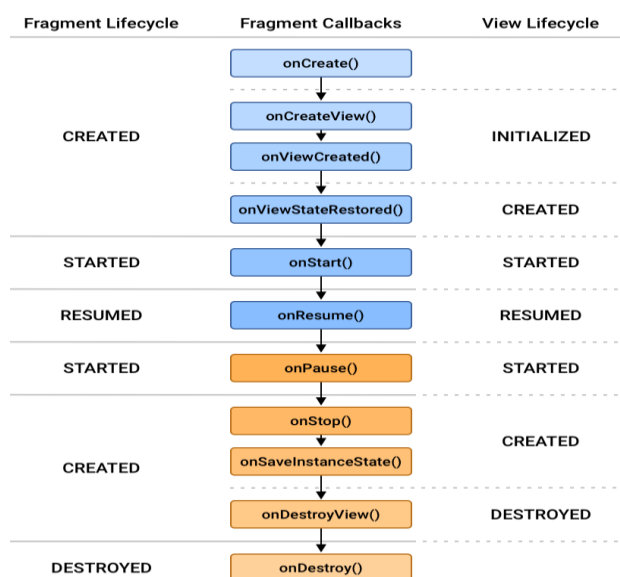 Fragment Lifecycle Fragment Callbacks View Lifecycle
onCreate()
onCreateView()
CREATED INITIALIZED
onViewCreated()
onViewStateRestored() CREATED
STARTED onStart() STARTED
RESUMED onResume() RESUMED
STARTED onPause() STARTED
onStop()
CREATED
onSaveInstanceState()
CREATED
onDestroyView() DESTROYED
DESTROYED onDestroy()